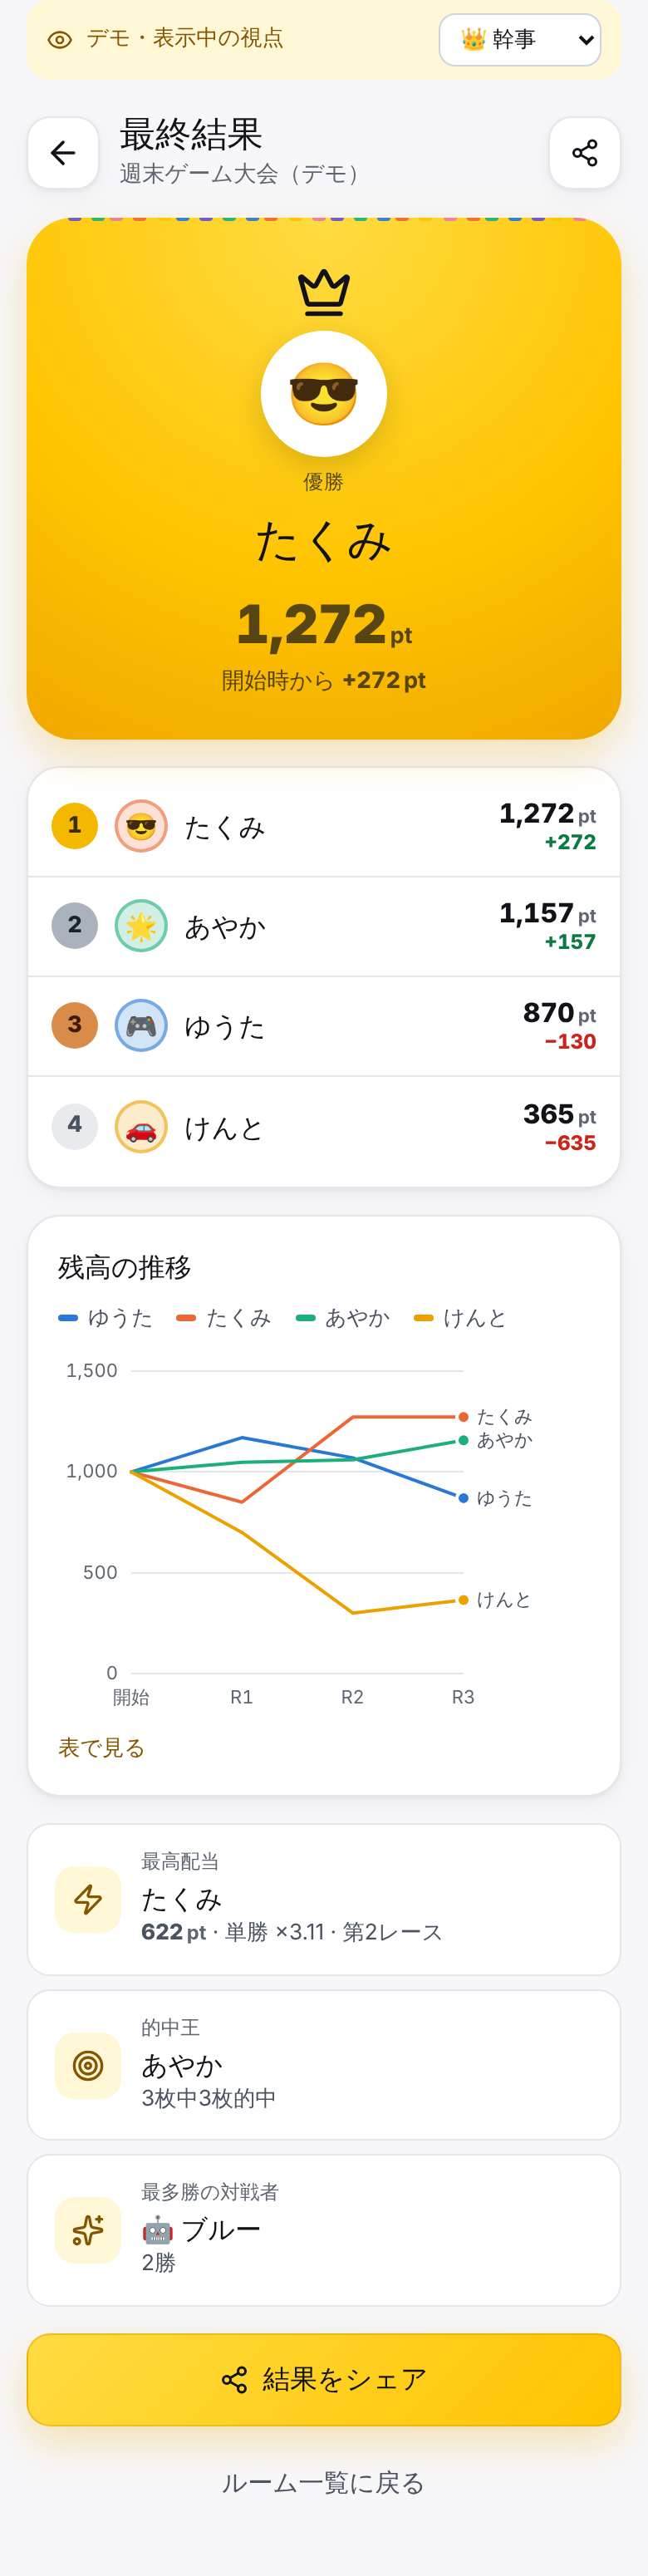 デモ・表示中の視点
👑 幹事
最終結果
週末ゲーム大会（デモ）
優勝
たくみ
1,272 pt
開始時から +272 pt
1 たくみ 1,272 pt
+272
2 あやか 1,157 pt
+157
3 ゆうた 870 pt
−130
4 けんと 365 pt
−635
残高の推移
ゆうた たくみ あやか けんと
1,500
たくみ
あやか
1,000
ゆうた
500
けんと
0
開始 R1 R2 R3
表で見る
最高配当
たくみ
622 pt · 単勝 ×3.11 · 第2レース
的中王
あやか
3枚中3枚的中
最多勝の対戦者
🤖 ブルー
2勝
結果をシェア
ルーム一覧に戻る